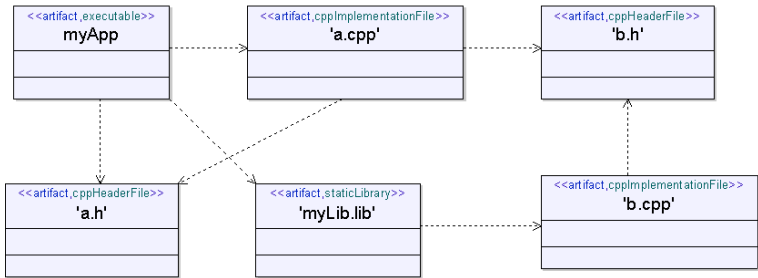 <<artifact,executable>>
myApp
<<artifact,cppImplementationFile>>
'a.cpp'
<<artifact,cppHeaderFile>>
'b.h'
<<artifact,cppHeaderFile>>
'a.h'
<<artifact,staticLibrary>>
'myLib.lib'
<<artifact,cppImplementationFile>>
'b.cpp'